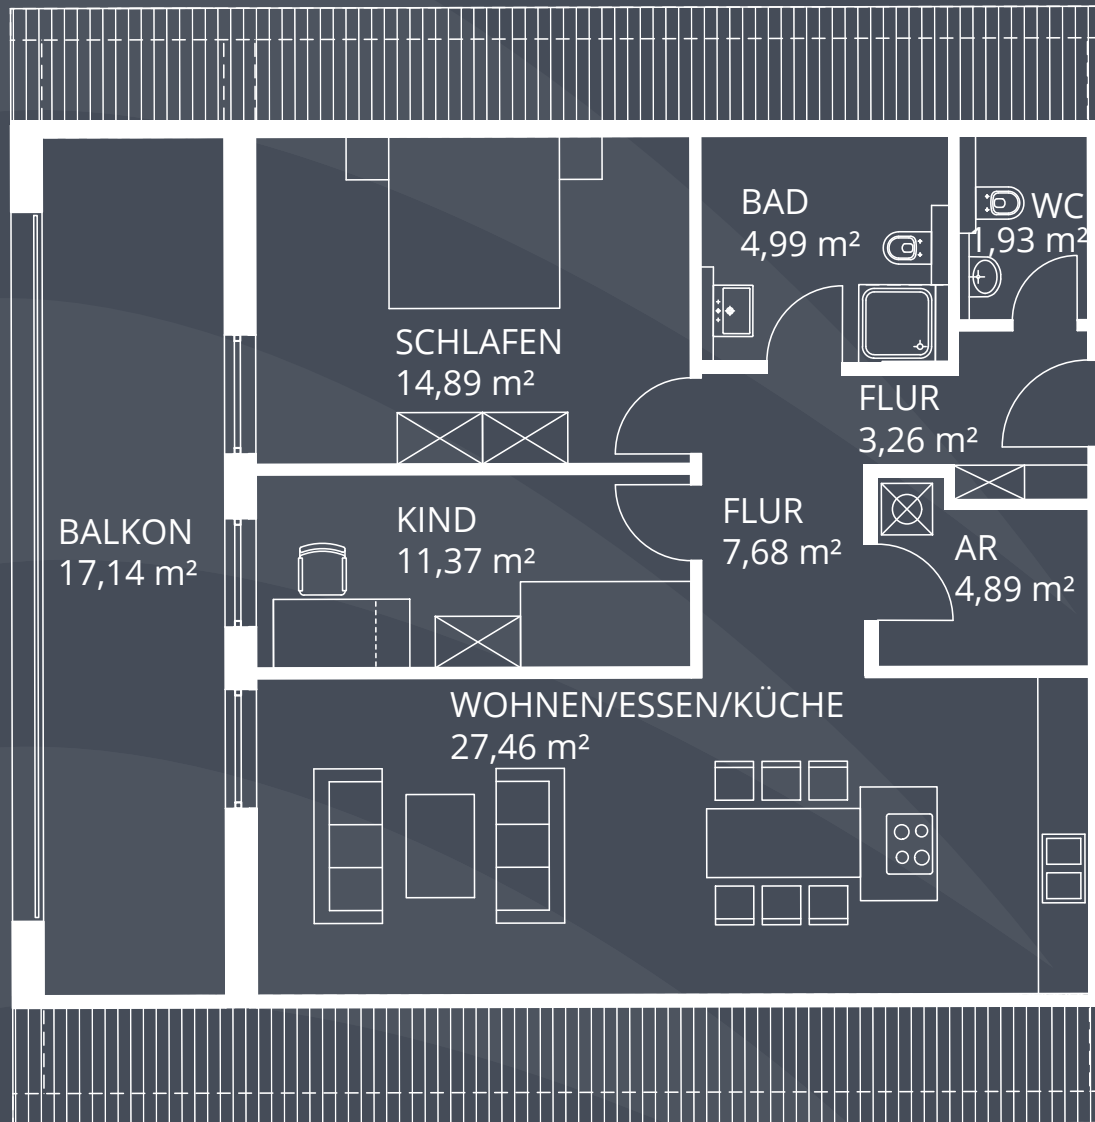 BAD
4,99 m²
WC
1,93 m²
SCHLAFEN
14,89 m²
FLUR
3,26 m²
BALKON
17,14 m²
KIND
11,37 m²
FLUR
7,68 m²
AR
4,89 m²
WOHNEN/ESSEN/KÜCHE
27,46 m²